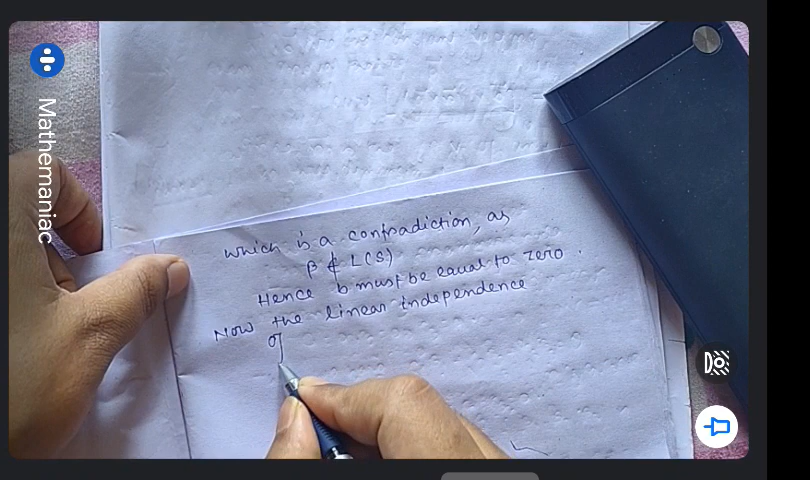 Mathemaniac
which is a contradiction, as
β ∉ L(S)
Hence b must be equal to zero.
Now the linear independence
of